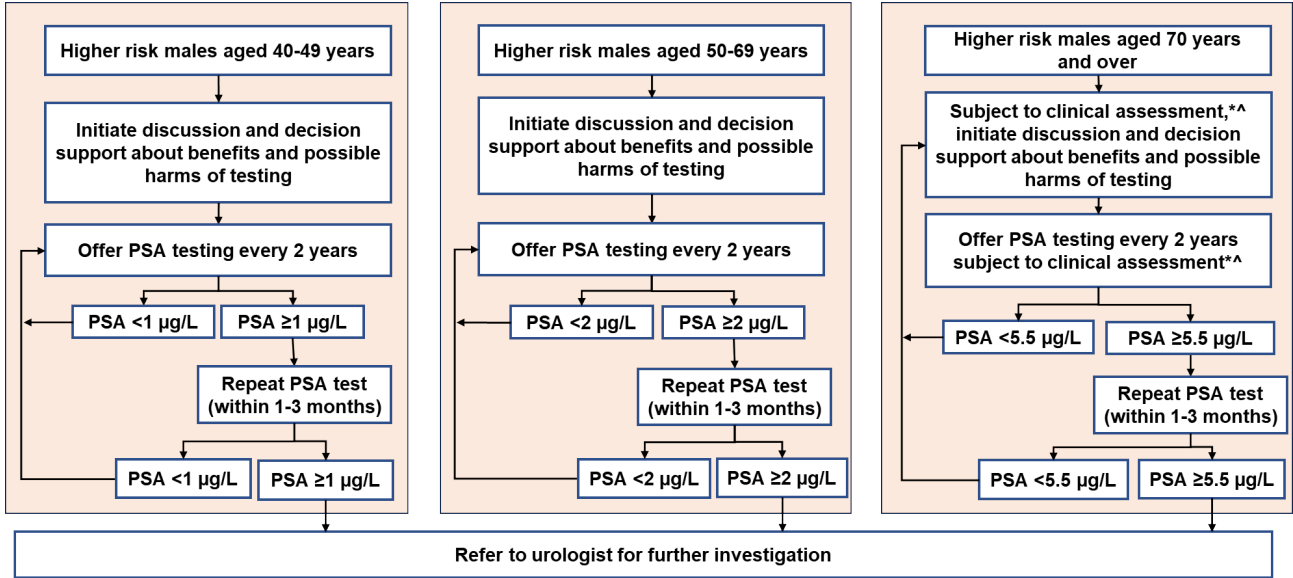 Higher risk males aged 40-49 years
Initiate discussion and decision
support about benefits and possible
harms of testing
Offer PSA testing every 2 years
PSA <1 µg/L
PSA ≥1 µg/L
Repeat PSA test
(within 1-3 months)
PSA <1 µg/L
PSA ≥1 µg/L
Higher risk males aged 50-69 years
Initiate discussion and decision
support about benefits and possible
harms of testing
Offer PSA testing every 2 years
PSA <2 µg/L
PSA ≥2 µg/L
Repeat PSA test
(within 1-3 months)
PSA <2 µg/L
PSA ≥2 µg/L
Higher risk males aged 70 years
and over
Subject to clinical assessment,*^
initiate discussion and decision
support about benefits and possible
harms of testing
Offer PSA testing every 2 years
subject to clinical assessment*^
PSA <5.5 µg/L
PSA ≥5.5 µg/L
Repeat PSA test
(within 1-3 months)
PSA <5.5 µg/L
PSA ≥5.5 µg/L
Refer to urologist for further investigation